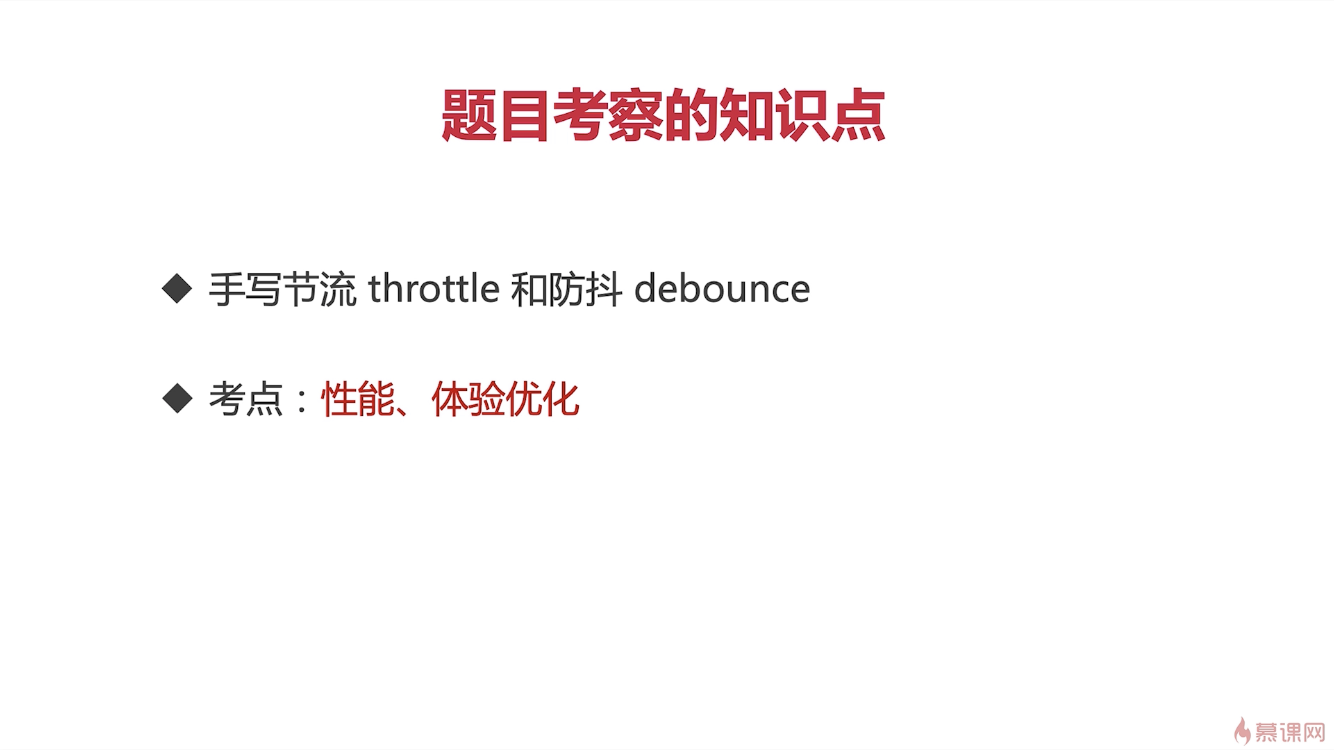 题目考察的知识点
◆ 手写节流 throttle 和防抖 debounce
◆ 考点：性能、体验优化
慕课网